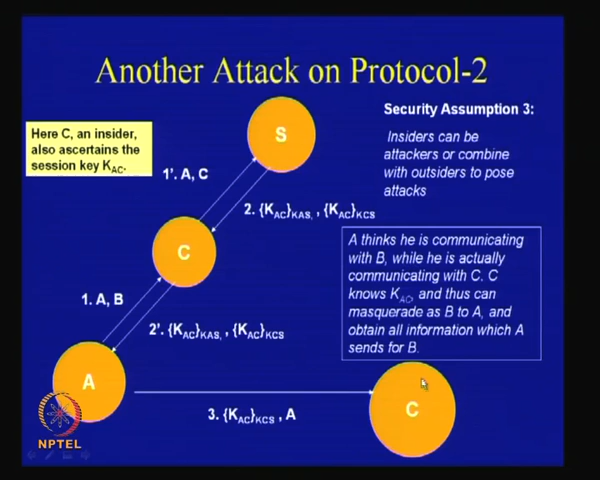 Another Attack on Protocol-2
Here C, an insider,
also ascertains the
session key KAC.
S
Security Assumption 3:
Insiders can be
attackers or combine
with outsiders to pose
attacks
1'. A, C
2. {KAC}KAS, , {KAC}KCS
C
A thinks he is communicating
with B, while he is actually
communicating with C. C
knows KAC, and thus can
masquerade as B to A, and
obtain all information which A
sends for B.
1. A, B
2'. {KAC}KAS, , {KAC}KCS
A
C
3. {KAC}KCS , A
NPTEL